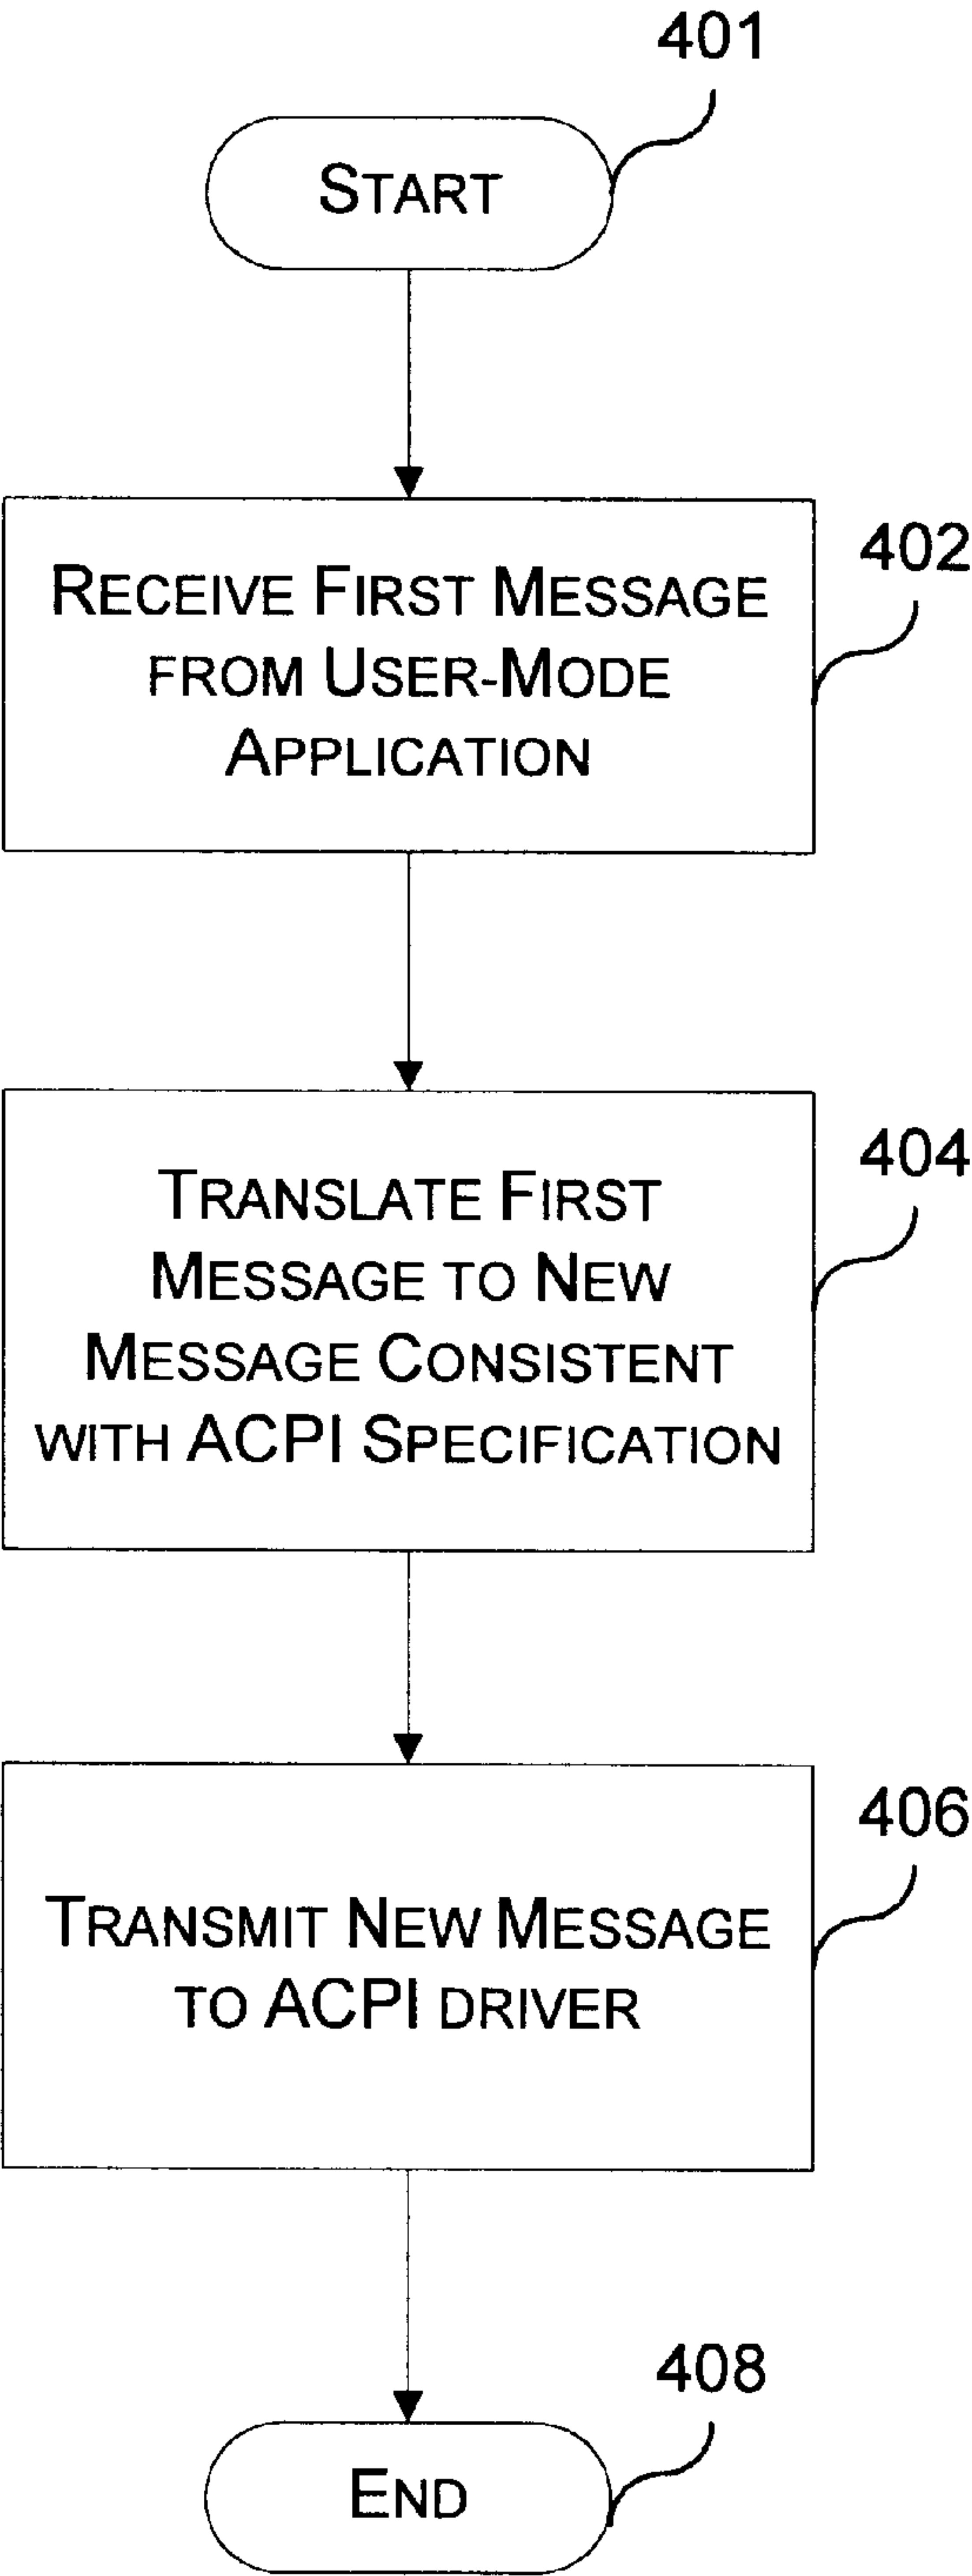 401
START
RECEIVE FIRST MESSAGE
FROM USER-MODE
APPLICATION
402
TRANSLATE FIRST
MESSAGE TO NEW
MESSAGE CONSISTENT
WITH ACPI SPECIFICATION
404
TRANSMIT NEW MESSAGE
TO ACPI DRIVER
406
408
END